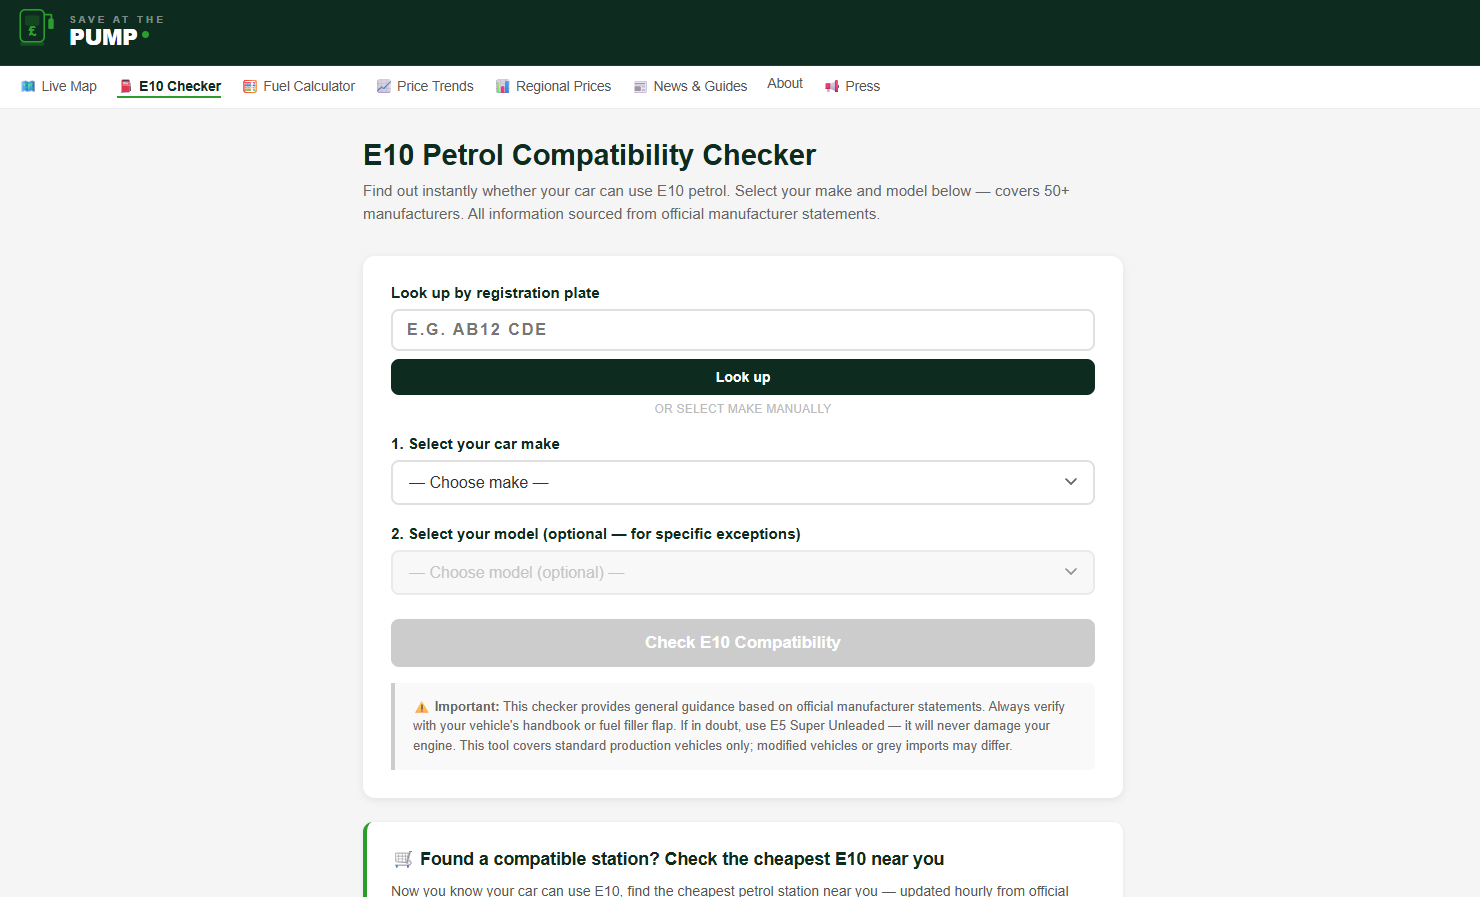 SAVE AT THE
PUMP
£
Live Map
E10 Checker
Fuel Calculator
Price Trends
Regional Prices
News & Guides
About
Press
E10 Petrol Compatibility Checker
Find out instantly whether your car can use E10 petrol. Select your make and model below — covers 50+
manufacturers. All information sourced from official manufacturer statements.
Look up by registration plate
E.G. AB12 CDE
Look up
OR SELECT MAKE MANUALLY
1. Select your car make
— Choose make —
2. Select your model (optional — for specific exceptions)
— Choose model (optional) —
Check E10 Compatibility
⚠️ Important: This checker provides general guidance based on official manufacturer statements. Always verify
with your vehicle's handbook or fuel filler flap. If in doubt, use E5 Super Unleaded — it will never damage your
engine. This tool covers standard production vehicles only; modified vehicles or grey imports may differ.
🛒 Found a compatible station? Check the cheapest E10 near you
Now you know your car can use E10, find the cheapest petrol station near you — updated hourly from official